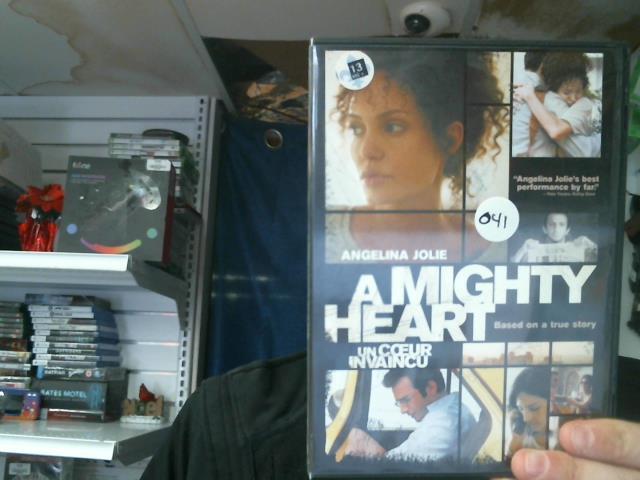 13
"Angelina Jolie's best
performance by far."
041
ANGELINA JOLIE
A MIGHTY
HEART
Based on a true story
UN CŒUR
INVAINCU
BATES MOTEL